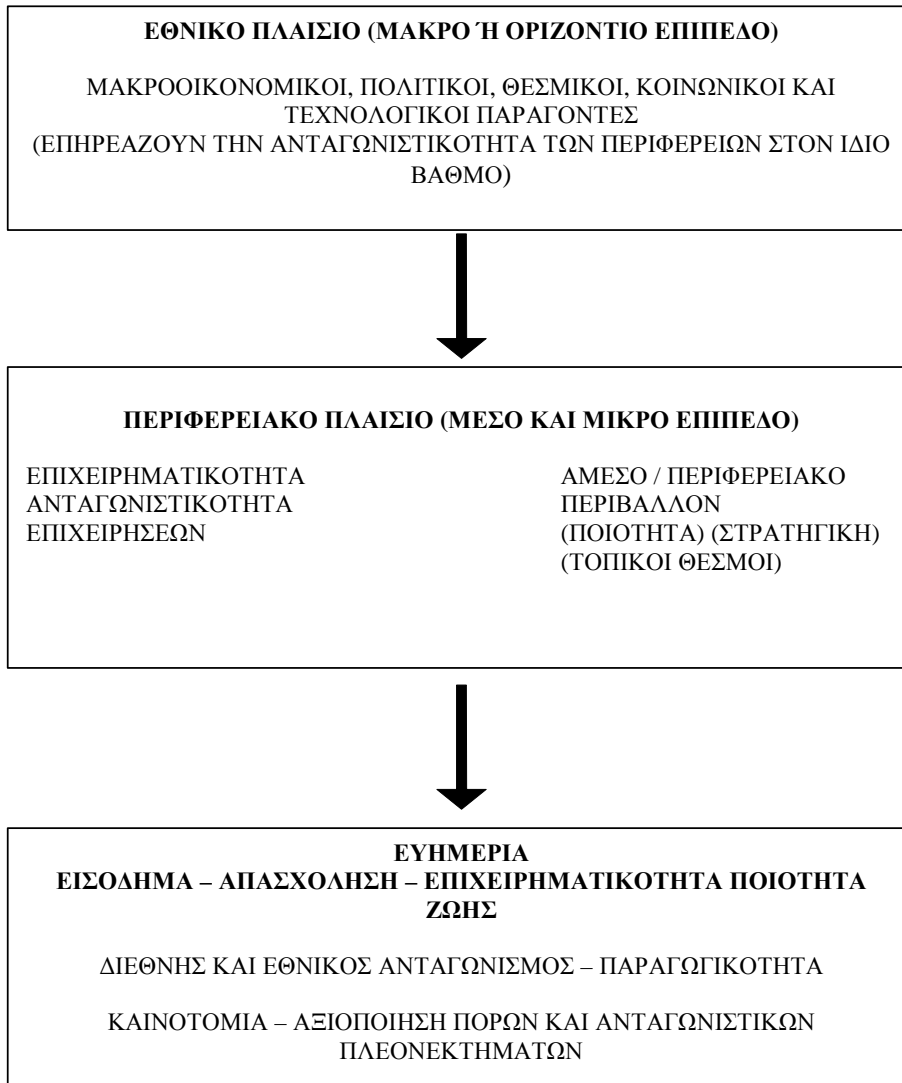 ΕΘΝΙΚΟ ΠΛΑΙΣΙΟ (ΜΑΚΡΟ Ή ΟΡΙΖΟΝΤΙΟ ΕΠΙΠΕΔΟ)
ΜΑΚΡΟΟΙΚΟΝΟΜΙΚΟΙ, ΠΟΛΙΤΙΚΟΙ, ΘΕΣΜΙΚΟΙ, ΚΟΙΝΩΝΙΚΟΙ ΚΑΙ
ΤΕΧΝΟΛΟΓΙΚΟΙ ΠΑΡΑΓΟΝΤΕΣ
(ΕΠΗΡΕΑΖΟΥΝ ΤΗΝ ΑΝΤΑΓΩΝΙΣΤΙΚΟΤΗΤΑ ΤΩΝ ΠΕΡΙΦΕΡΕΙΩΝ ΣΤΟΝ ΙΔΙΟ
ΒΑΘΜΟ)
ΠΕΡΙΦΕΡΕΙΑΚΟ ΠΛΑΙΣΙΟ (ΜΕΣΟ ΚΑΙ ΜΙΚΡΟ ΕΠΙΠΕΔΟ)
ΕΠΙΧΕΙΡΗΜΑΤΙΚΟΤΗΤΑ
ΑΝΤΑΓΩΝΙΣΤΙΚΟΤΗΤΑ
ΕΠΙΧΕΙΡΗΣΕΩΝ
ΑΜΕΣΟ / ΠΕΡΙΦΕΡΕΙΑΚΟ
ΠΕΡΙΒΑΛΛΟΝ
(ΠΟΙΟΤΗΤΑ) (ΣΤΡΑΤΗΓΙΚΗ)
(ΤΟΠΙΚΟΙ ΘΕΣΜΟΙ)
ΕΥΗΜΕΡΙΑ
ΕΙΣΟΔΗΜΑ – ΑΠΑΣΧΟΛΗΣΗ – ΕΠΙΧΕΙΡΗΜΑΤΙΚΟΤΗΤΑ ΠΟΙΟΤΗΤΑ
ΖΩΗΣ
ΔΙΕΘΝΗΣ ΚΑΙ ΕΘΝΙΚΟΣ ΑΝΤΑΓΩΝΙΣΜΟΣ – ΠΑΡΑΓΩΓΙΚΟΤΗΤΑ
ΚΑΙΝΟΤΟΜΙΑ – ΑΞΙΟΠΟΙΗΣΗ ΠΟΡΩΝ ΚΑΙ ΑΝΤΑΓΩΝΙΣΤΙΚΩΝ
ΠΛΕΟΝΕΚΤΗΜΑΤΩΝ